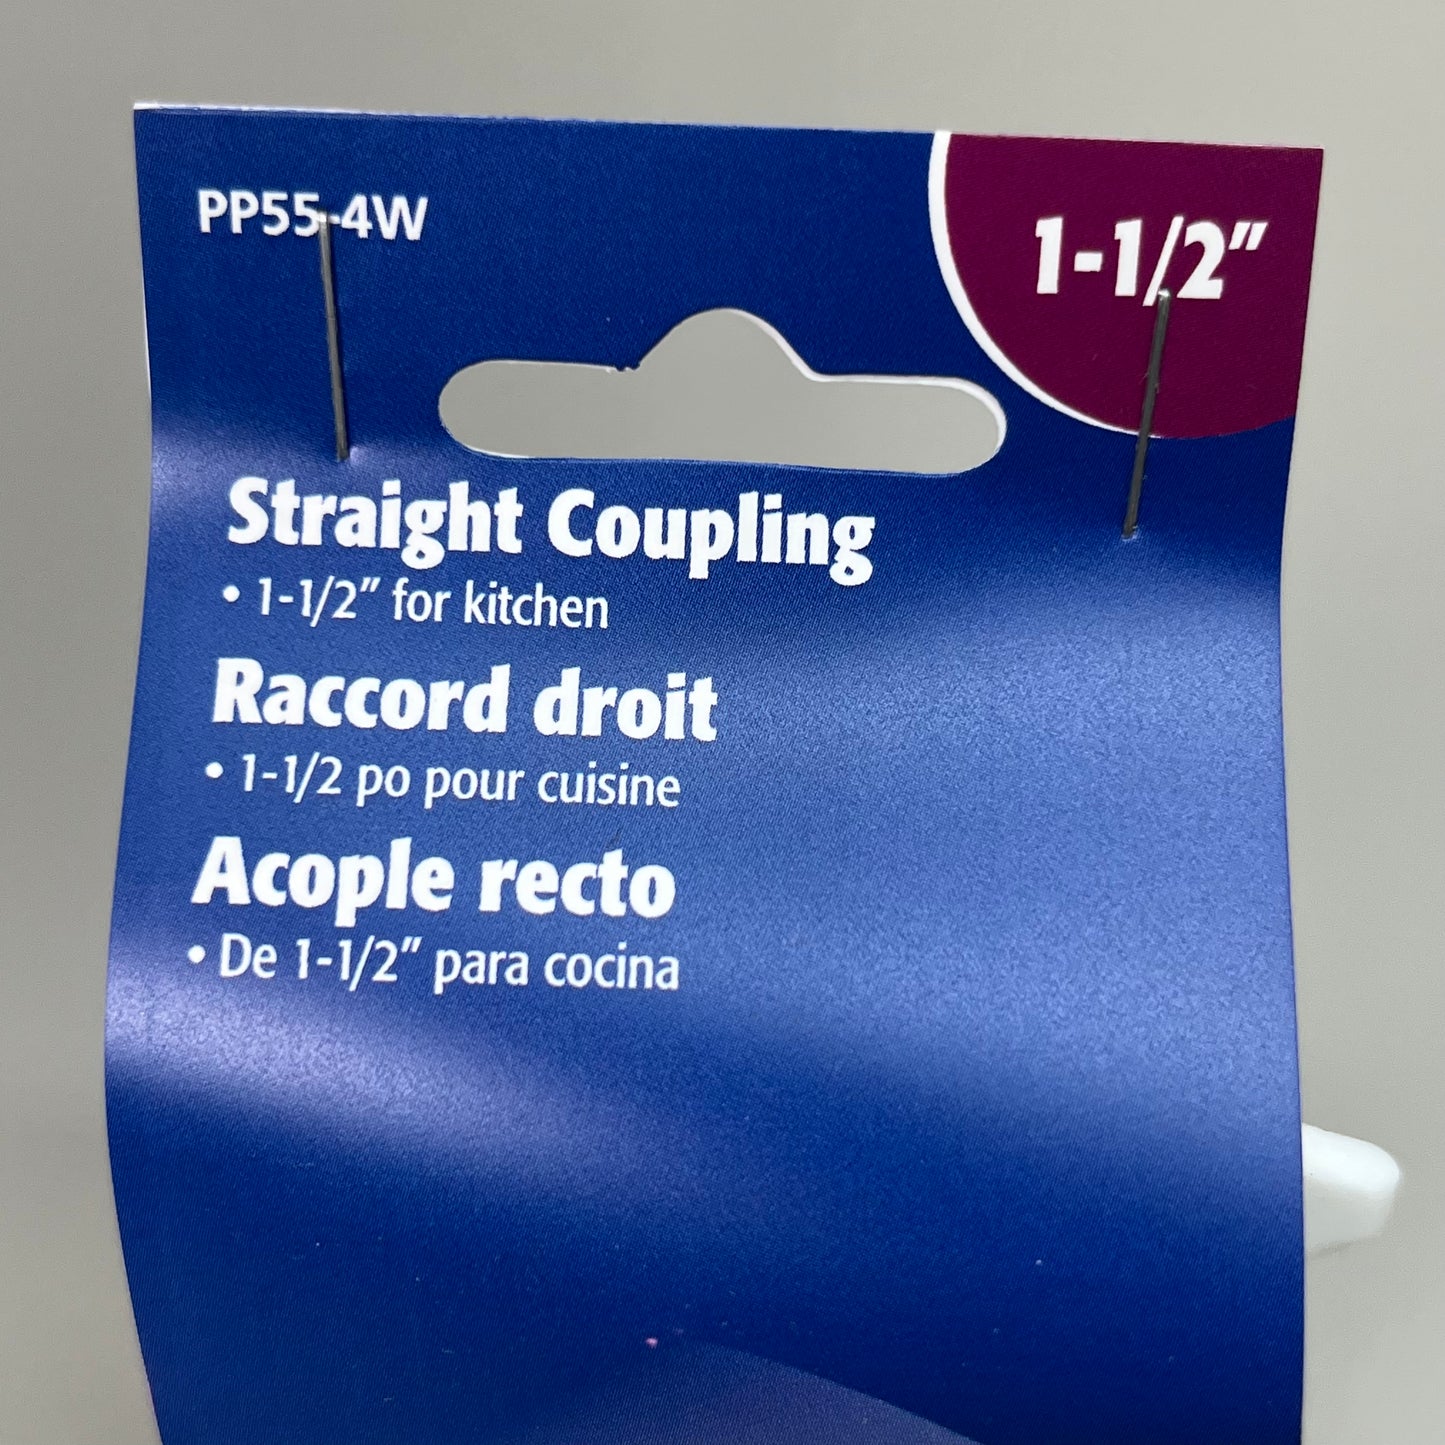 PP55-4W
1-1/2″
Straight Coupling
• 1-1/2″ for kitchen
Raccord droit
• 1-1/2 po pour cuisine
Acople recto
• De 1-1/2″ para cocina